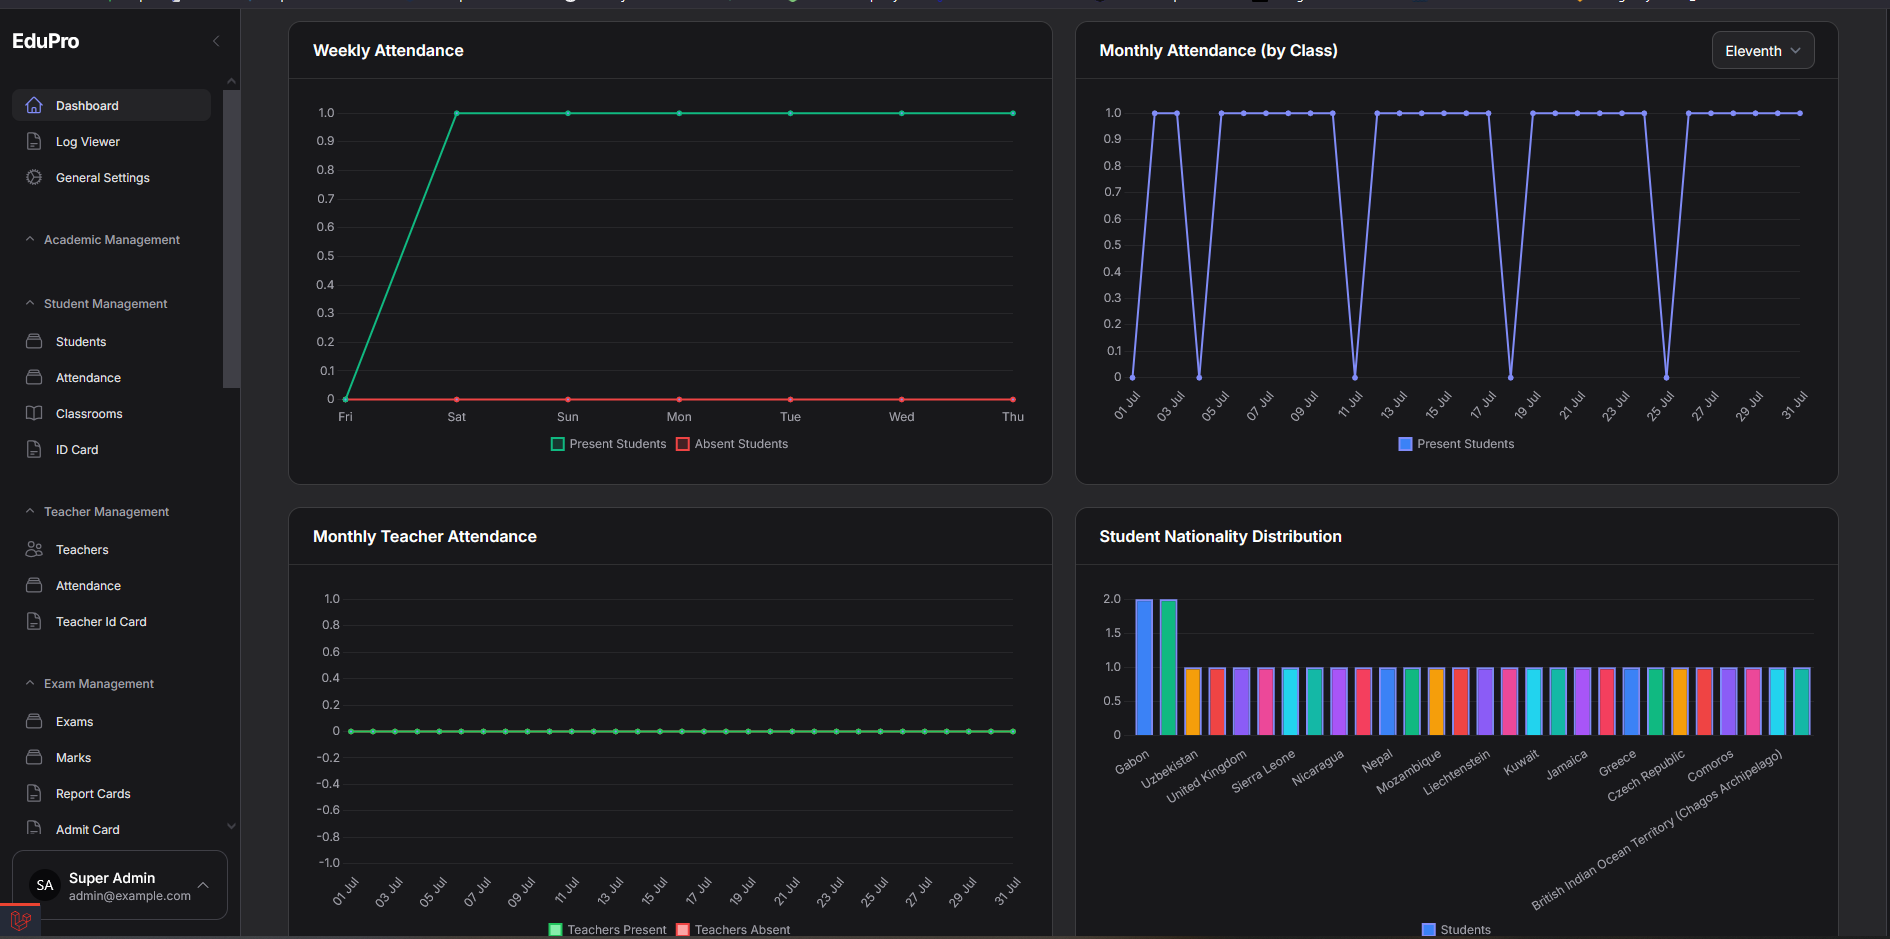 EduPro
Dashboard
Log Viewer
General Settings
Academic Management
Student Management
Students
Attendance
Classrooms
ID Card
Teacher Management
Teachers
Attendance
Teacher Id Card
Exam Management
Exams
Marks
Report Cards
Admit Card
SA
Super Admin
admin@example.com
Weekly Attendance
1.0
0.9
0.8
0.7
0.6
0.5
0.4
0.3
0.2
0.1
0
Fri Sat Sun Mon Tue Wed Thu
Present Students Absent Students
Monthly Attendance (by Class)
Eleventh
1.0
0.9
0.8
0.7
0.6
0.5
0.4
0.3
0.2
0.1
0
01 Jul 03 Jul 05 Jul 07 Jul 09 Jul 11 Jul 13 Jul 15 Jul 17 Jul 19 Jul 21 Jul 23 Jul 25 Jul 27 Jul 29 Jul 31 Jul
Present Students
Monthly Teacher Attendance
1.0
0.8
0.6
0.4
0.2
0
-0.2
-0.4
-0.6
-0.8
-1.0
01 Jul 03 Jul 05 Jul 07 Jul 09 Jul 11 Jul 13 Jul 15 Jul 17 Jul 19 Jul 21 Jul 23 Jul 25 Jul 27 Jul 29 Jul 31 Jul
Teachers Present Teachers Absent
Student Nationality Distribution
2.0
1.5
1.0
0.5
0
Gabon Uzbekistan United Kingdom Sierra Leone Nicaragua Nepal Mozambique Liechtenstein Kuwait Jamaica Greece Czech Republic Comoros British Indian Ocean Territory (Chagos Archipelago)
Students